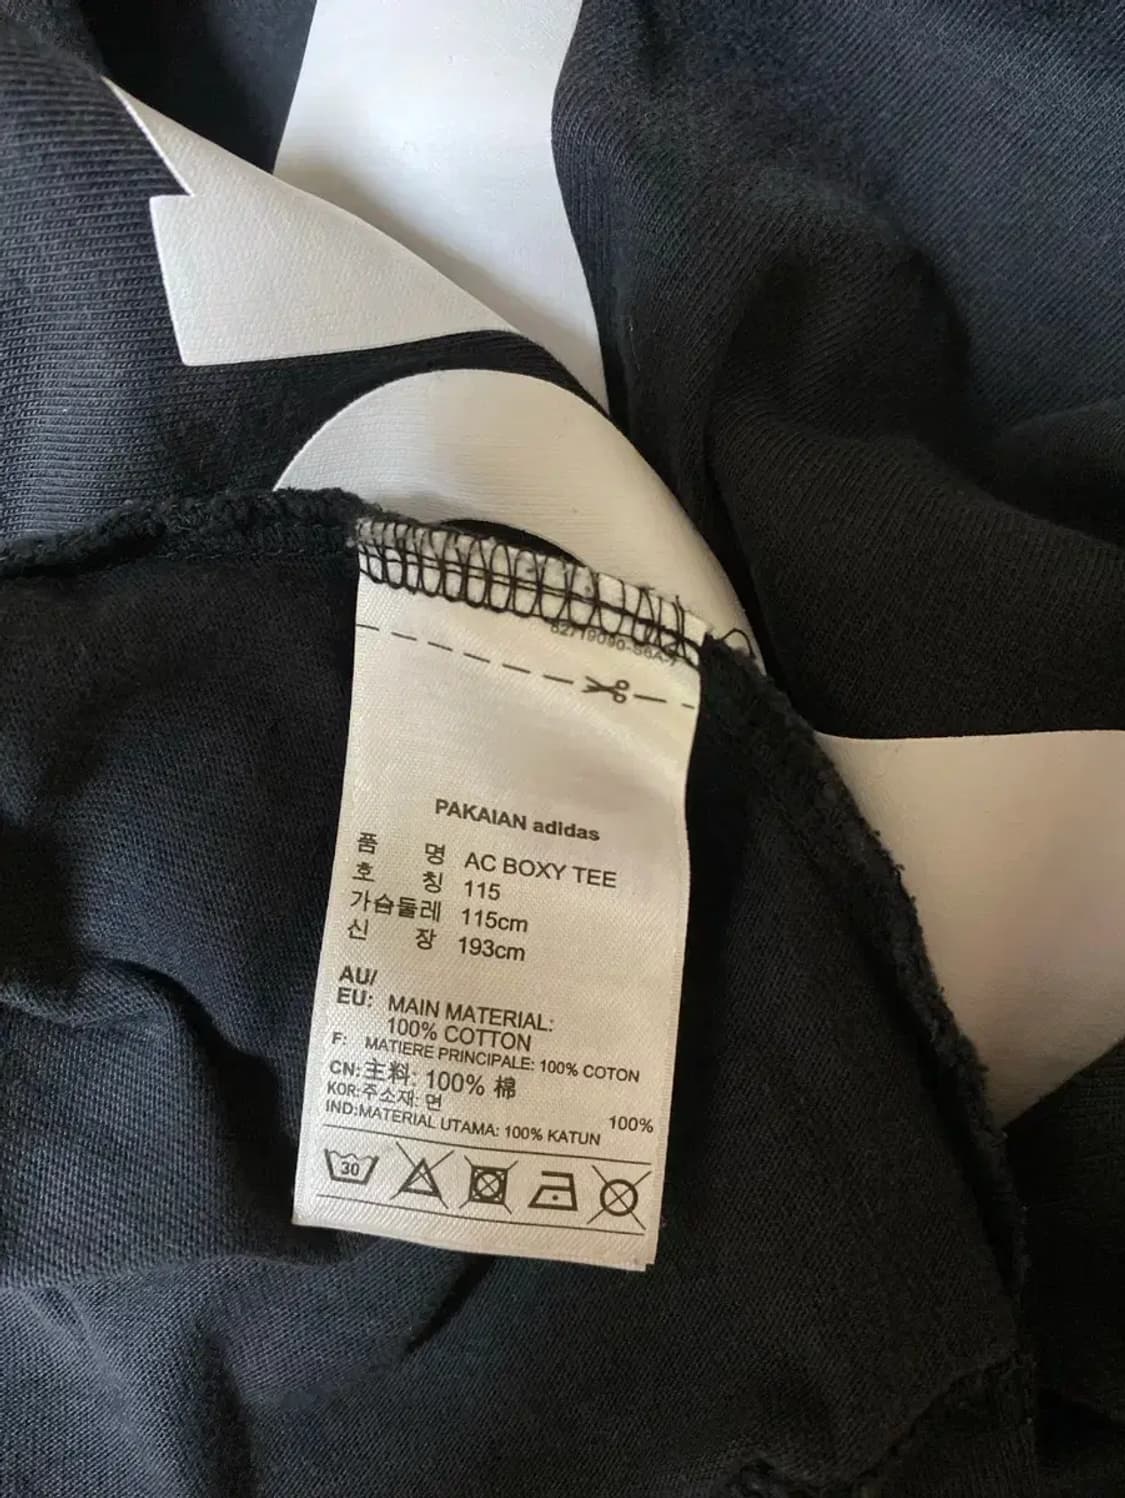 PAKAIAN adidas
품 명 AC BOXY TEE
호 칭 115
가슴둘레 115cm
신 장 193cm
AU/
EU: MAIN MATERIAL:
100% COTTON
F: MATIERE PRINCIPALE: 100% COTON
CN:主料: 100% 棉
KOR:주소재: 면 100%
IND:MATERIAL UTAMA: 100% KATUN
30